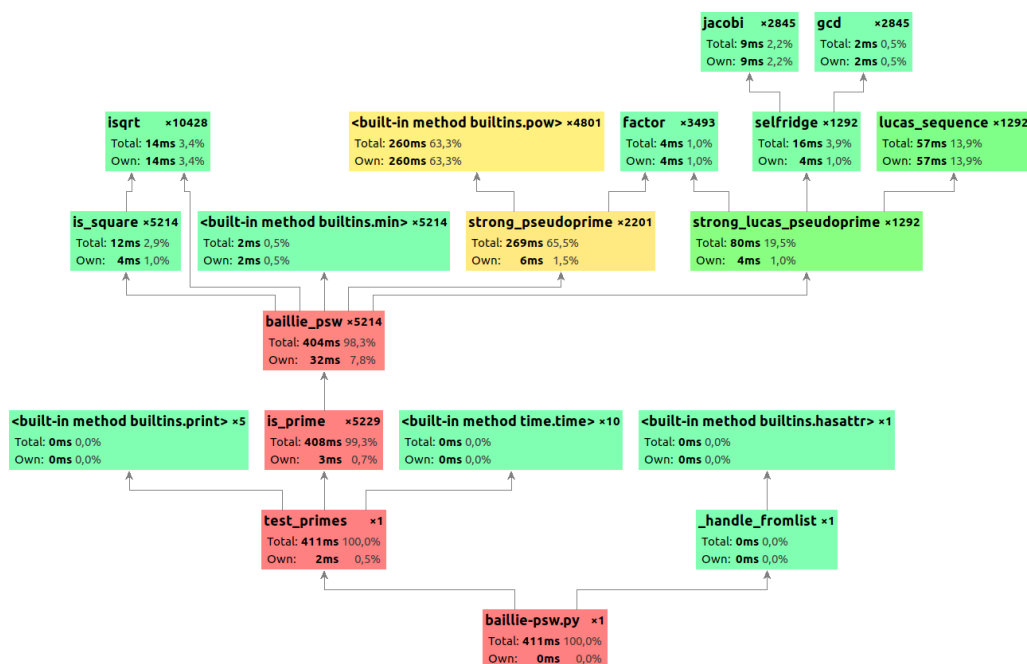 jacobi ×2845
Total: 9ms 2,2%
Own: 9ms 2,2%
gcd ×2845
Total: 2ms 0,5%
Own: 2ms 0,5%
isqrt ×10428
Total: 14ms 3,4%
Own: 14ms 3,4%
<built-in method builtins.pow> ×4801
Total: 260ms 63,3%
Own: 260ms 63,3%
factor ×3493
Total: 4ms 1,0%
Own: 4ms 1,0%
selfridge ×1292
Total: 16ms 3,9%
Own: 4ms 1,0%
lucas_sequence ×1292
Total: 57ms 13,9%
Own: 57ms 13,9%
is_square ×5214
Total: 12ms 2,9%
Own: 4ms 1,0%
<built-in method builtins.min> ×5214
Total: 2ms 0,5%
Own: 2ms 0,5%
strong_pseudoprime ×2201
Total: 269ms 65,5%
Own: 6ms 1,5%
strong_lucas_pseudoprime ×1292
Total: 80ms 19,5%
Own: 4ms 1,0%
baillie_psw ×5214
Total: 404ms 98,3%
Own: 32ms 7,8%
<built-in method builtins.print> ×5
Total: 0ms 0,0%
Own: 0ms 0,0%
is_prime ×5229
Total: 408ms 99,3%
Own: 3ms 0,7%
<built-in method time.time> ×10
Total: 0ms 0,0%
Own: 0ms 0,0%
<built-in method builtins.hasattr> ×1
Total: 0ms 0,0%
Own: 0ms 0,0%
test_primes ×1
Total: 411ms 100,0%
Own: 2ms 0,5%
_handle_fromlist ×1
Total: 0ms 0,0%
Own: 0ms 0,0%
baillie-psw.py ×1
Total: 411ms 100,0%
Own: 0ms 0,0%